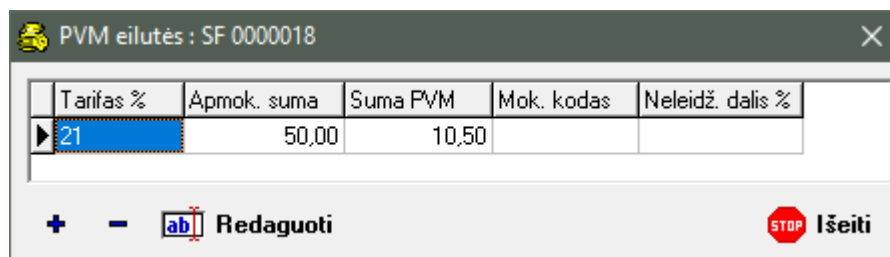 PVM eilutės : SF 0000018
Tarifas % Apmok. suma Suma PVM Mok. kodas Neleidž. dalis %
21 50,00 10,50
+ - ab Redaguoti STOP Išeiti